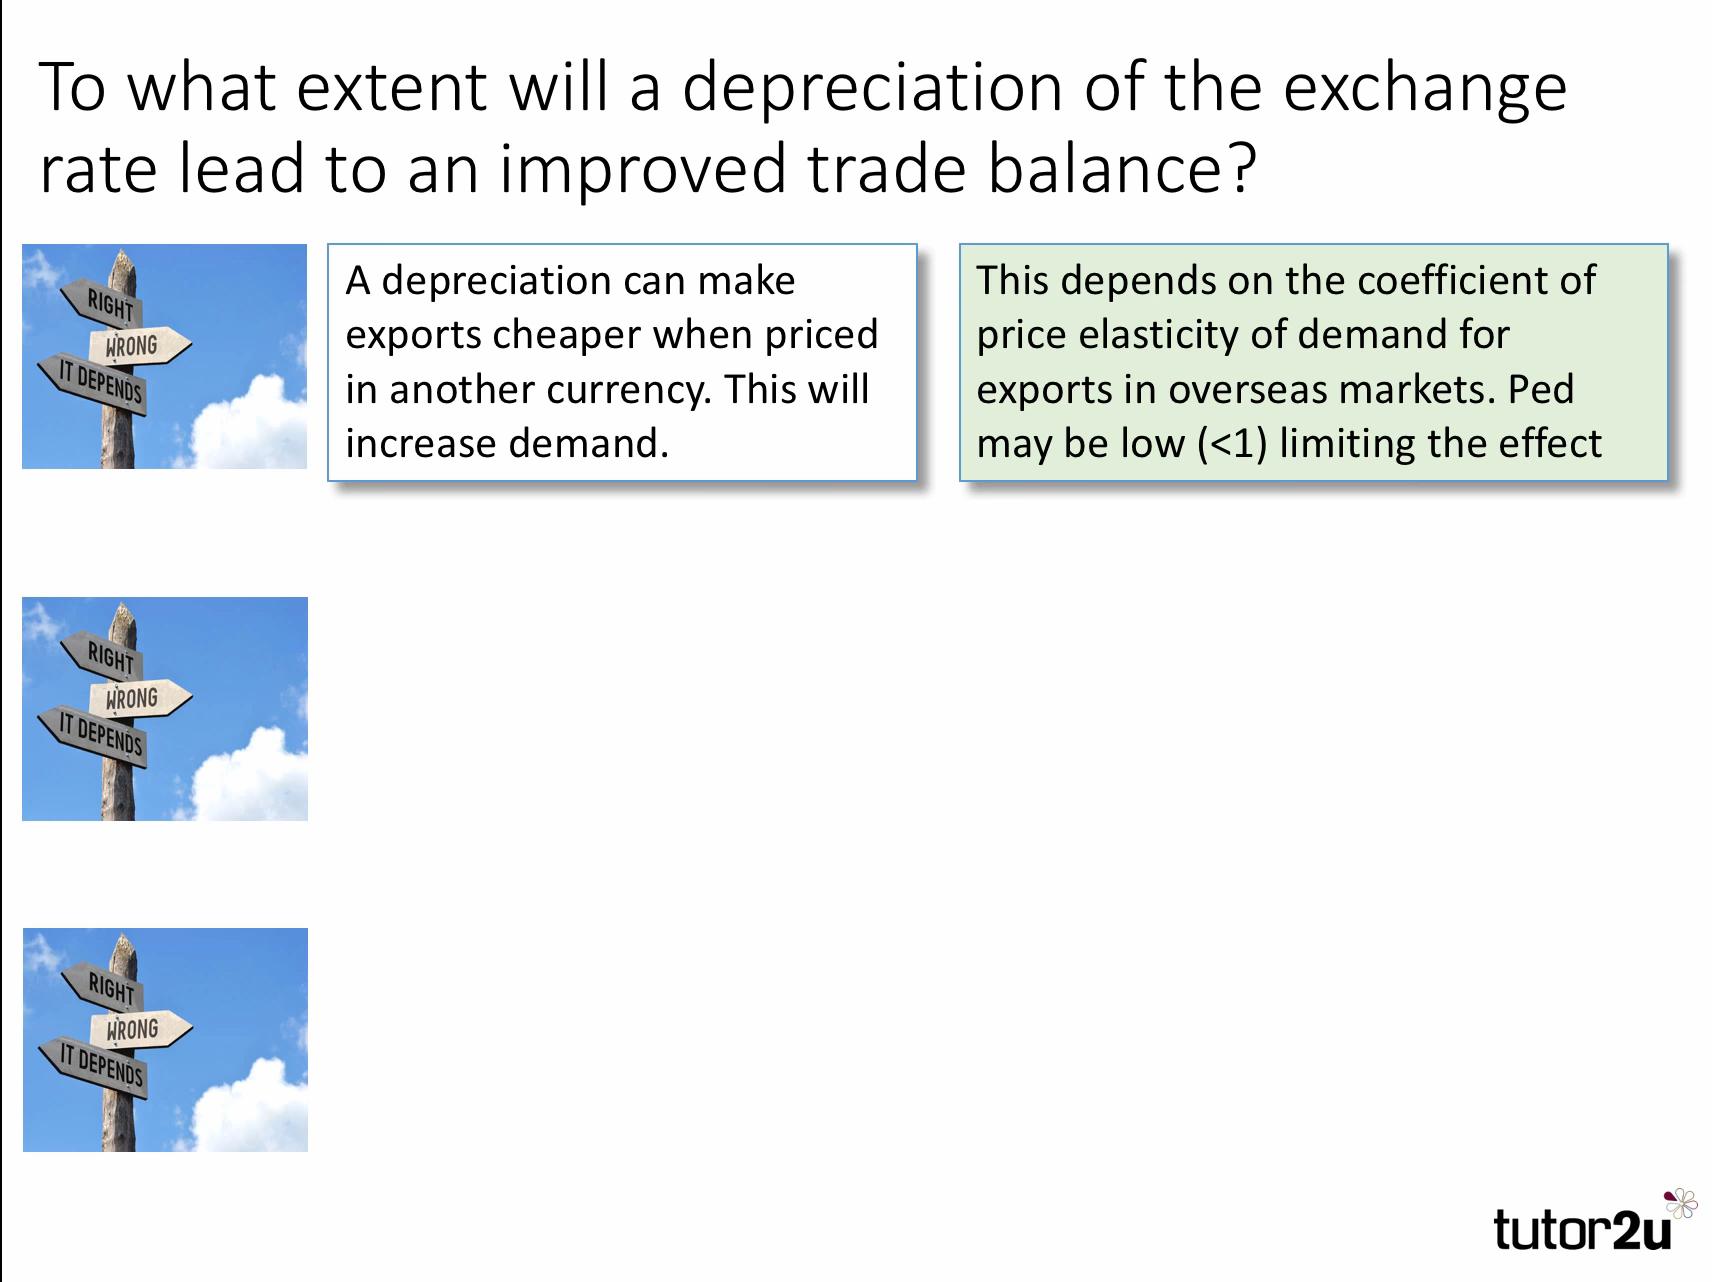 To what extent will a depreciation of the exchange
rate lead to an improved trade balance?
RIGHT
WRONG
IT DEPENDS
A depreciation can make
exports cheaper when priced
in another currency. This will
increase demand.
This depends on the coefficient of
price elasticity of demand for
exports in overseas markets. Ped
may be low (<1) limiting the effect
RIGHT
WRONG
IT DEPENDS
RIGHT
WRONG
IT DEPENDS
tutor2u